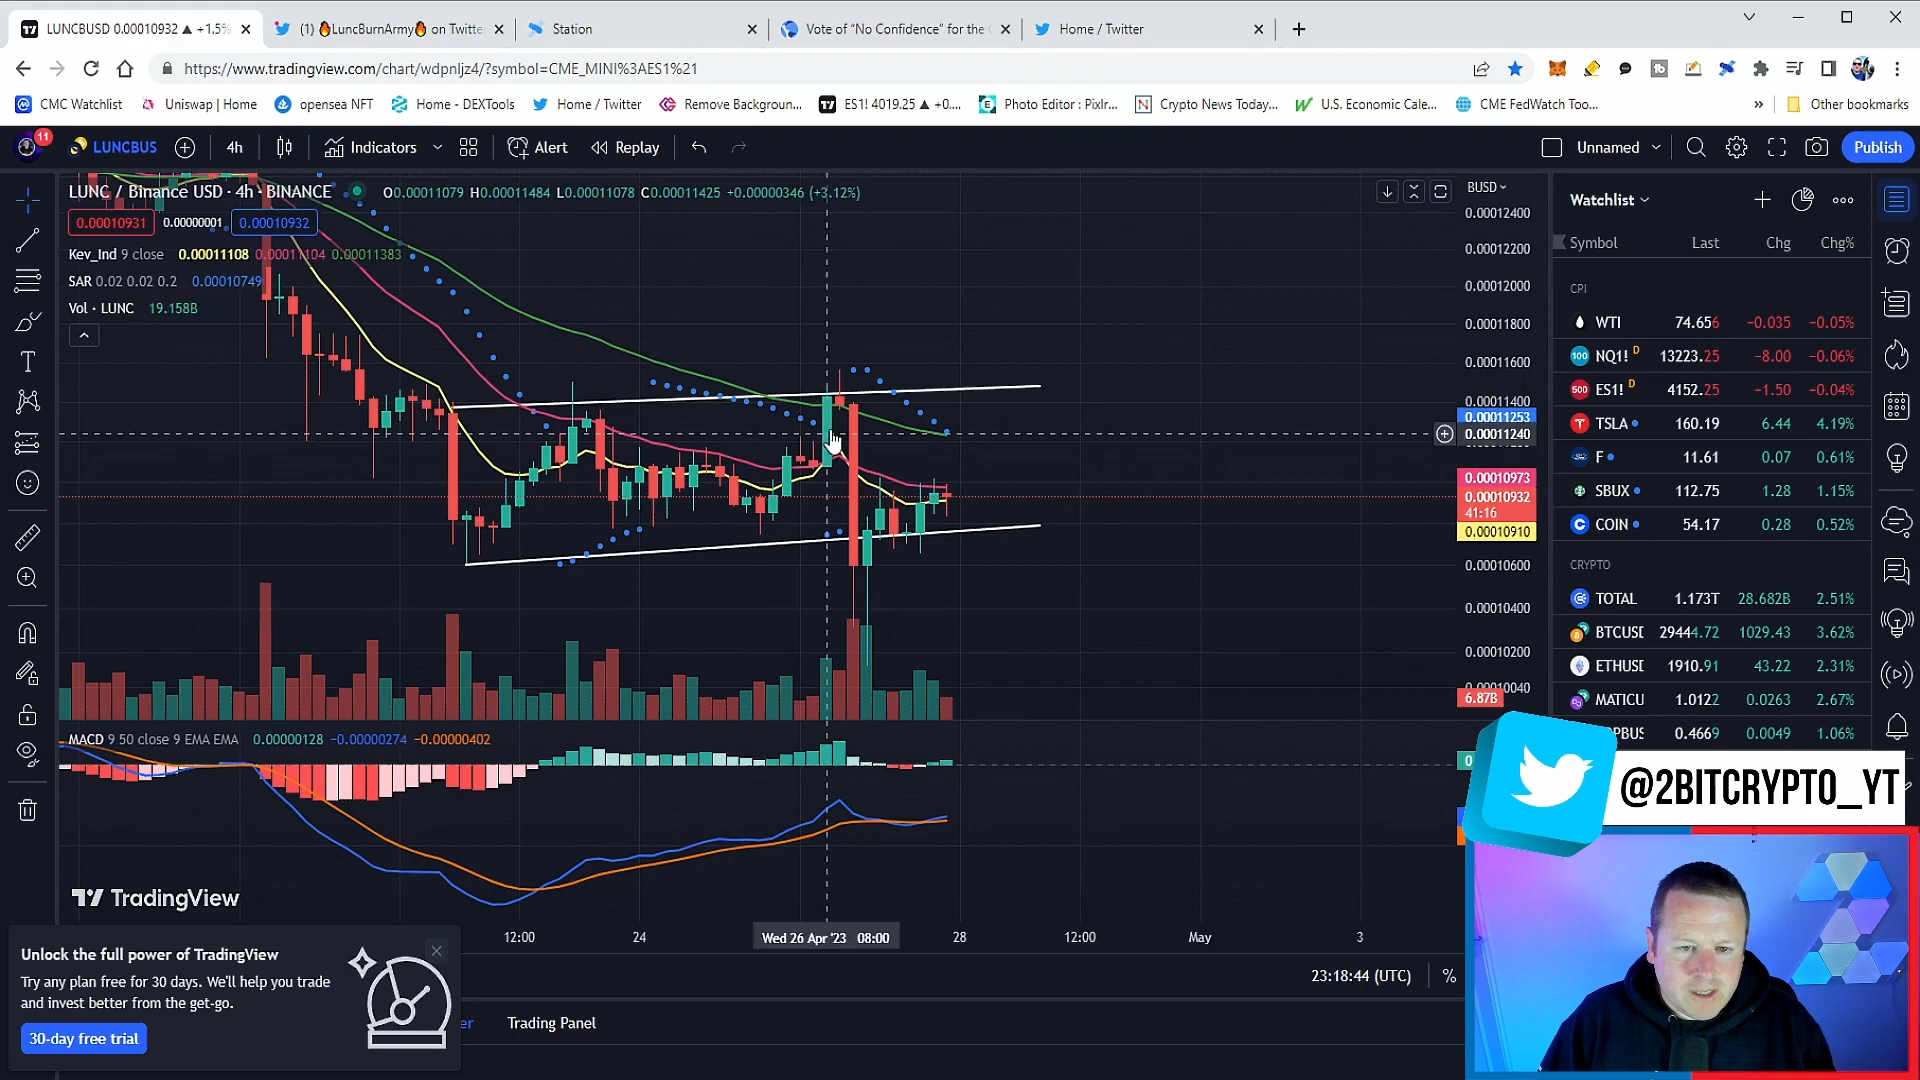 LUNCBUSD 0.00010932 ▲ +1.5%
(1) 🔥LuncBurnArmy🔥 on Twitte
Station
Vote of "No Confidence" for the
Home / Twitter
https://www.tradingview.com/chart/wdpnljz4/?symbol=CME_MINI%3AES1%21
CMC Watchlist
Uniswap | Home
opensea NFT
Home - DEXTools
Home / Twitter
Remove Backgroun...
ES1! 4019.25 ▲ +0....
Photo Editor : Pixlr...
Crypto News Today...
U.S. Economic Cale...
CME FedWatch Too...
»
Other bookmarks
11
LUNCBUS
4h
Indicators
Alert
Replay
Unnamed
Publish
LUNC / Binance USD · 4h · BINANCE
O0.00011079 H0.00011484 L0.00011078 C0.00011425 +0.00000346 (+3.12%)
0.00010931 0.00000001 0.00010932
Kev_Ind 9 close 0.00011108 0.00011104 0.00011383
SAR 0.02 0.02 0.2 0.00010749
Vol · LUNC 19.158B
BUSD
0.00012400
0.00012200
0.00012000
0.00011800
0.00011600
0.00011400
0.00011253
0.00011240
0.00010973
0.00010932
41:16
0.00010910
0.00010600
0.00010400
0.00010200
0.00010040
6.87B
MACD 9 50 close 9 EMA EMA 0.00000128 −0.00000274 −0.00000402
TradingView
12:00
24
Wed 26 Apr '23 08:00
28
12:00
May
3
23:18:44 (UTC)
%
Unlock the full power of TradingView
Try any plan free for 30 days. We'll help you trade
and invest better from the get-go.
30-day free trial
er
Trading Panel
Watchlist
Symbol Last Chg Chg%
CPI
WTI 74.656 −0.035 −0.05%
NQ1! D 13223.25 −8.00 −0.06%
ES1! D 4152.25 −1.50 −0.04%
TSLA 160.19 6.44 4.19%
F 11.61 0.07 0.61%
SBUX 112.75 1.28 1.15%
COIN 54.17 0.28 0.52%
CRYPTO
TOTAL 1.173T 28.682B 2.51%
BTCUSD 29444.72 1029.43 3.62%
ETHUSD 1910.91 43.22 2.31%
MATICU 1.0122 0.0263 2.67%
PBUS 0.4669 0.0049 1.06%
@2BITCRYPTO_YT